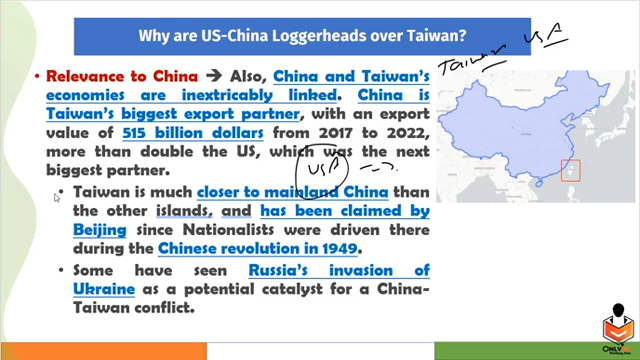 Why are US-China Loggerheads over Taiwan?
Taiwan USA
Relevance to China ➔ Also, China and Taiwan's
economies are inextricably linked. China is
Taiwan's biggest export partner, with an export
value of 515 billion dollars from 2017 to 2022,
more than double the US, which was the next
biggest partner.
USA
• Taiwan is much closer to mainland China than
the other islands, and has been claimed by
Beijing since Nationalists were driven there
during the Chinese revolution in 1949.
• Some have seen Russia's invasion of
Ukraine as a potential catalyst for a China-
Taiwan conflict.